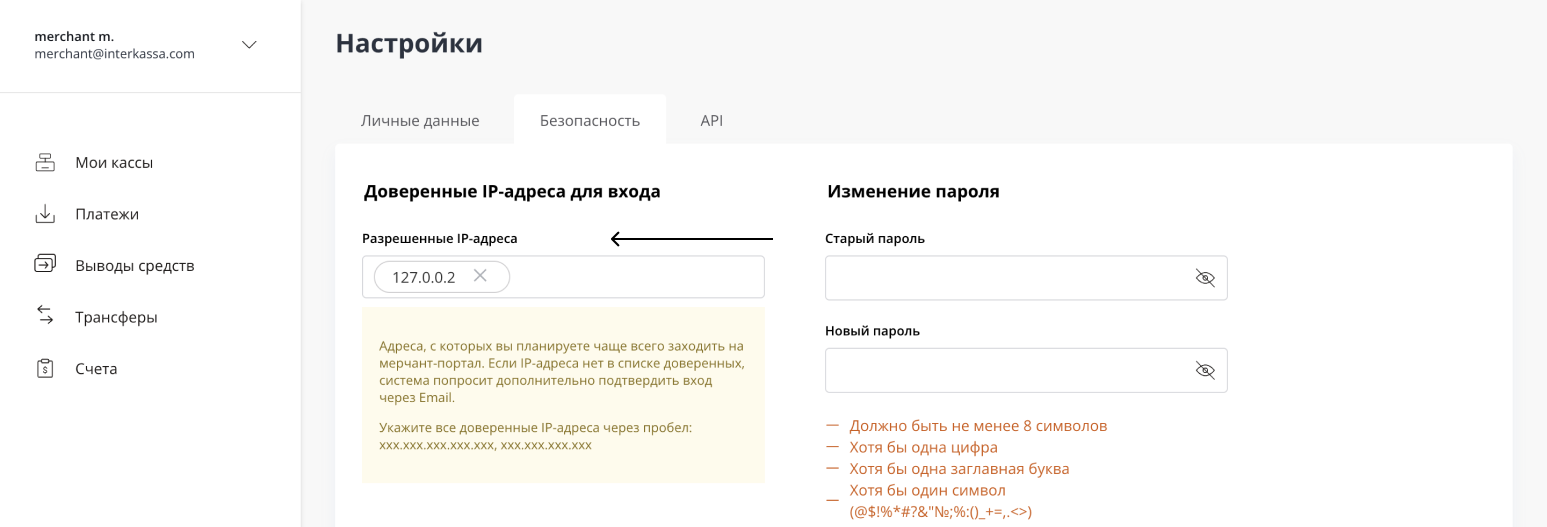 merchant m.
merchant@interkassa.com
Мои кассы
Платежи
Выводы средств
Трансферы
Счета
Настройки
Личные данные
Безопасность
API
Доверенные IP-адреса для входа
Разрешенные IP-адреса
127.0.0.2
Адреса, с которых вы планируете чаще всего заходить на
мерчант-портал. Если IP-адреса нет в списке доверенных,
система попросит дополнительно подтвердить вход
через Email.
Укажите все доверенные IP-адреса через пробел:
xxx.xxx.xxx.xxx.xxx, xxx.xxx.xxx.xxx
Изменение пароля
Старый пароль
Новый пароль
— Должно быть не менее 8 символов
— Хотя бы одна цифра
— Хотя бы одна заглавная буква
— Хотя бы один символ
(@$!%*#?&"№;%:()_+=,.<>)